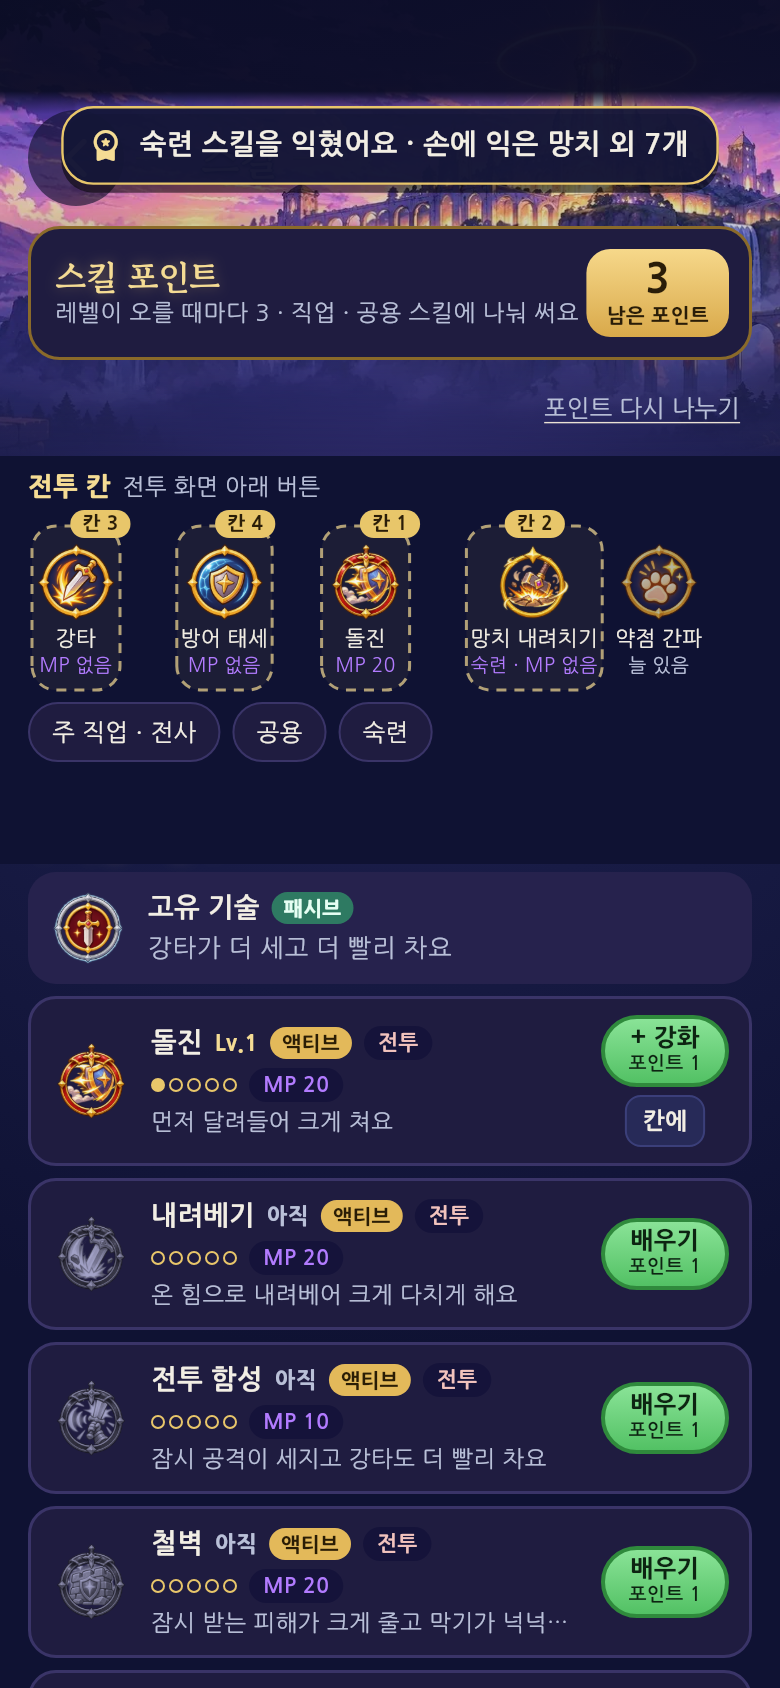 숙련 스킬을 익혔어요 · 손에 익은 망치 외 7개
스킬 포인트
레벨이 오를 때마다 3 · 직업 · 공용 스킬에 나눠 써요
3
남은 포인트
포인트 다시 나누기
전투 칸 전투 화면 아래 버튼
칸 3
강타
MP 없음
칸 4
방어 태세
MP 없음
칸 1
돌진
MP 20
칸 2
망치 내려치기
숙련 · MP 없음
약점 간파
늘 있음
주 직업 · 전사
공용
숙련
고유 기술 패시브
강타가 더 세고 더 빨리 차요
돌진 Lv.1 액티브 전투
MP 20
먼저 달려들어 크게 쳐요
+ 강화
포인트 1
칸에
내려베기 아직 액티브 전투
MP 20
온 힘으로 내려베어 크게 다치게 해요
배우기
포인트 1
전투 함성 아직 액티브 전투
MP 10
잠시 공격이 세지고 강타도 더 빨리 차요
배우기
포인트 1
철벽 아직 액티브 전투
MP 20
잠시 받는 피해가 크게 줄고 막기가 넉넉…
배우기
포인트 1